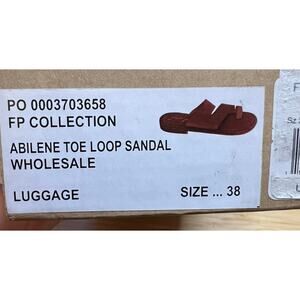 PO 0003703658
FP COLLECTION
ABILENE TOE LOOP SANDAL
WHOLESALE
LUGGAGE SIZE ... 38